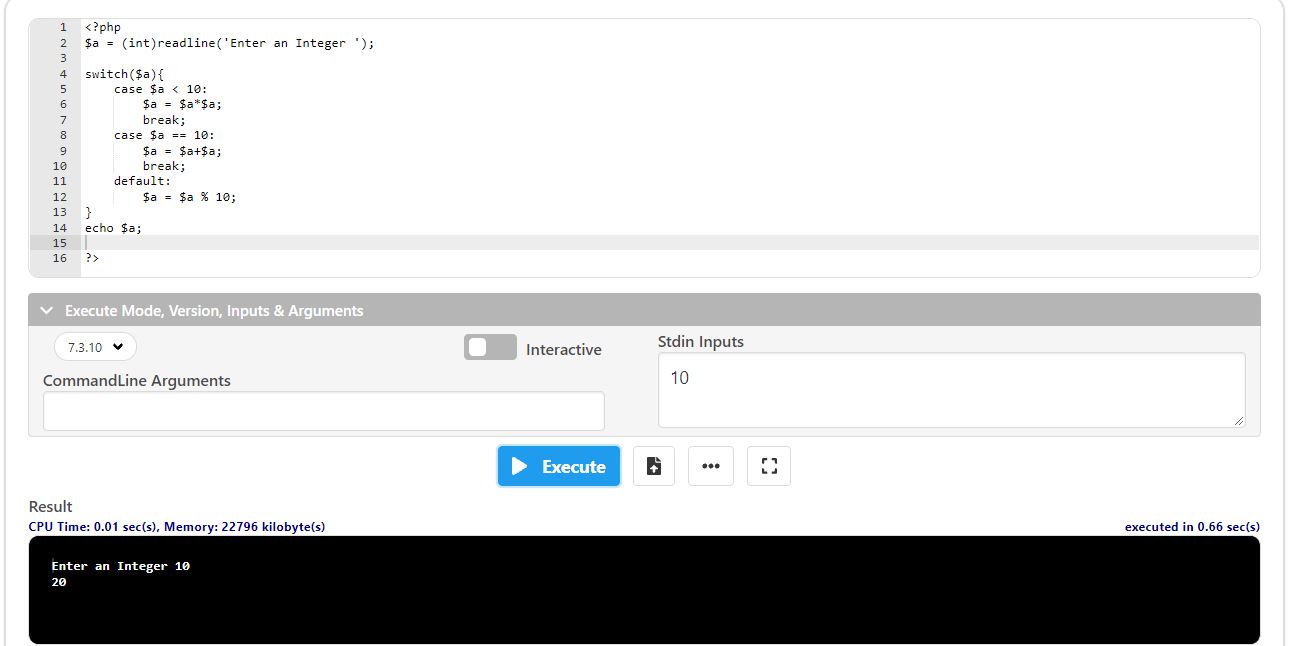 1 <?php
2 $a = (int)readline('Enter an Integer ');
3
4 switch($a){
5 case $a < 10:
6 $a = $a*$a;
7 break;
8 case $a == 10:
9 $a = $a+$a;
10 break;
11 default:
12 $a = $a % 10;
13 }
14 echo $a;
15
16 ?>
Execute Mode, Version, Inputs & Arguments
7.3.10
Interactive
Stdin Inputs
CommandLine Arguments
10
Execute
Result
CPU Time: 0.01 sec(s), Memory: 22796 kilobyte(s)
executed in 0.66 sec(s)
Enter an Integer 10
20